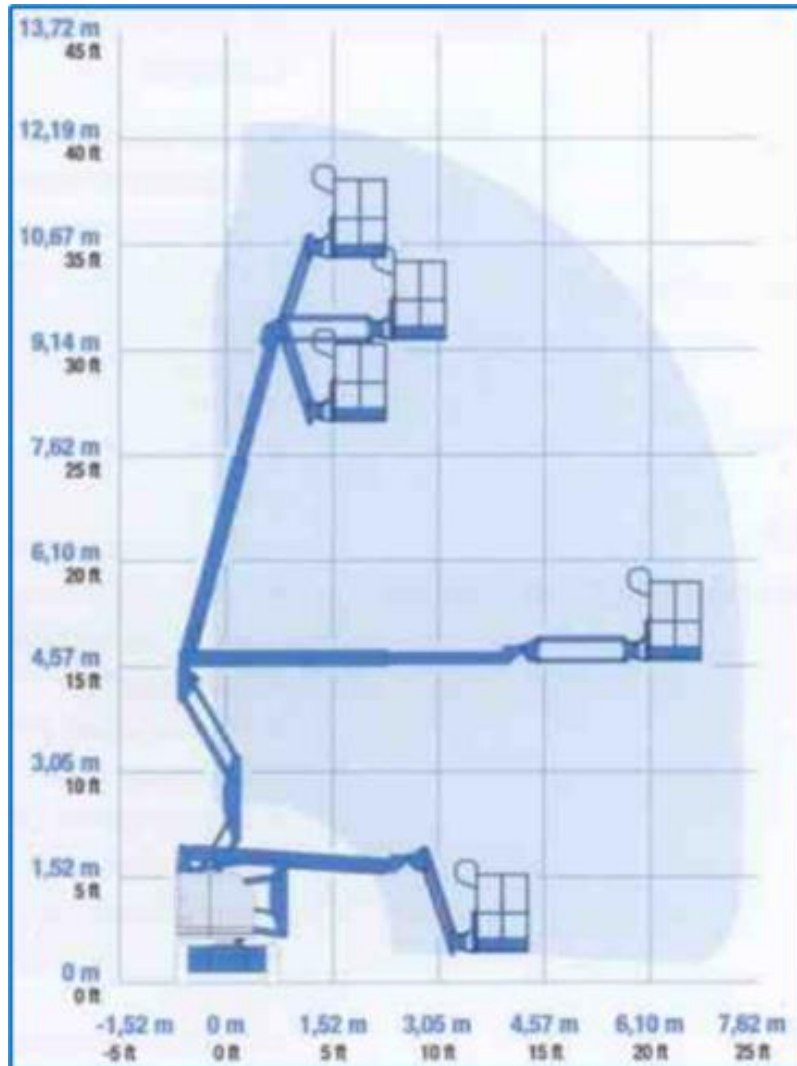 13,72 m
45 ft
12,19 m
40 ft
10,67 m
35 ft
9,14 m
30 ft
7,62 m
25 ft
6,10 m
20 ft
4,57 m
15 ft
3,05 m
10 ft
1,52 m
5 ft
0 m
0 ft
-1,52 m 0 m 1,52 m 3,05 m 4,57 m 6,10 m 7,62 m
-5 ft 0 ft 5 ft 10 ft 15 ft 20 ft 25 ft